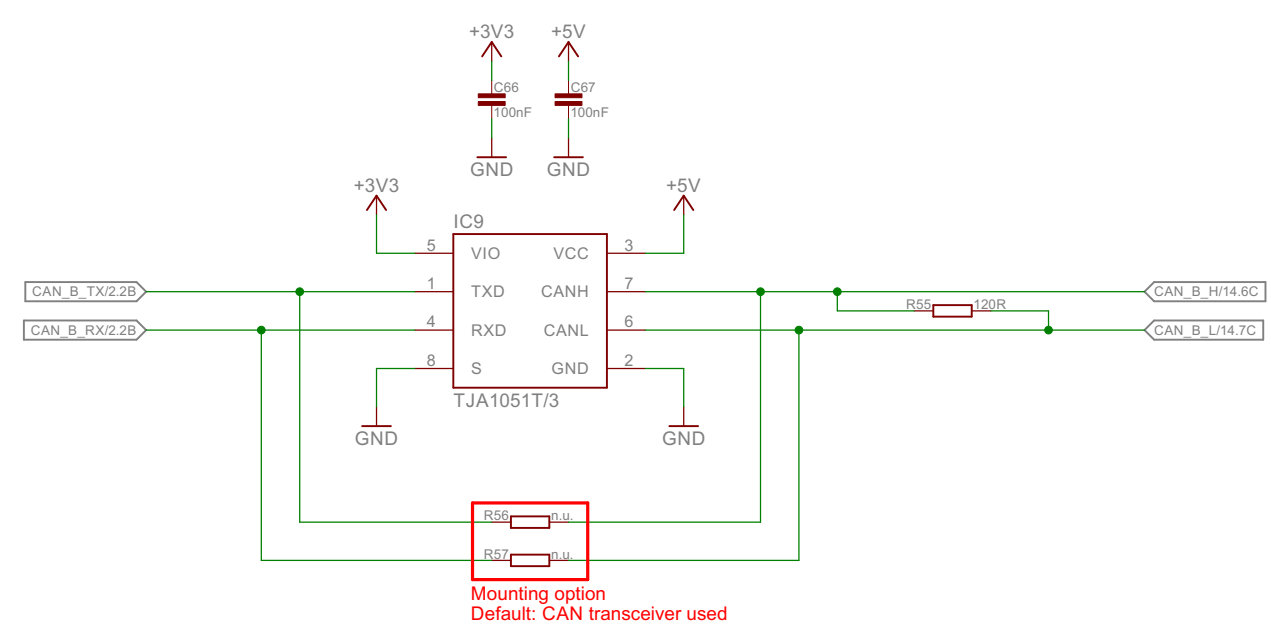 +3V3 +5V
C66 C67
100nF 100nF
GND GND
+3V3 +5V
IC9
5 VIO VCC 3
CAN_B_TX/2.2B 1 TXD CANH 7 CAN_B_H/14.6C
R55 120R
CAN_B_RX/2.2B 4 RXD CANL 6 CAN_B_L/14.7C
8 S GND 2
TJA1051T/3
GND GND
R56 n.u.
R57 n.u.
Mounting option
Default: CAN transceiver used